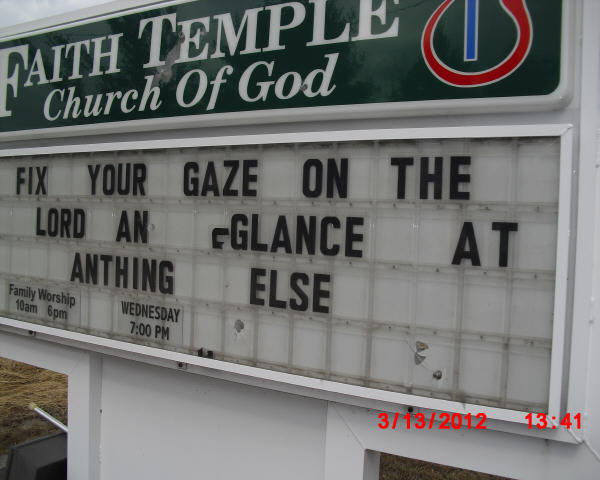 FAITH TEMPLE
Church Of God
FIX YOUR GAZE ON THE
LORD AN GLANCE AT
ANTHING ELSE
Family Worship
10am 6pm
WEDNESDAY
7:00 PM
3/13/2012 13:41